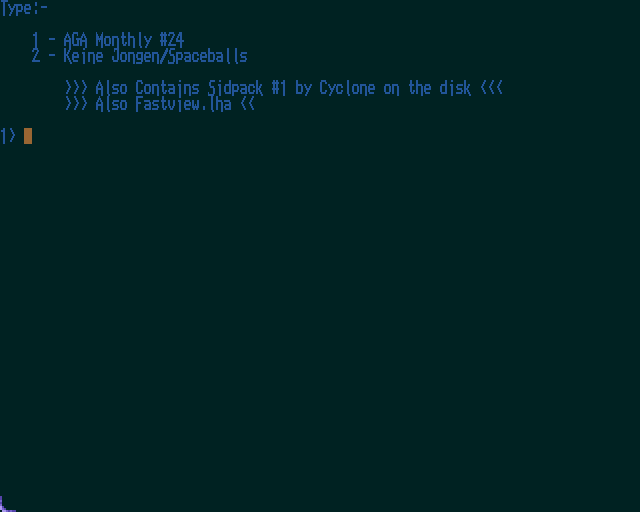 Type:-
1 - AGA Monthly #24
2 - Keine Jongen/Spaceballs
>>> Also Contains Sidpack #1 by Cyclone on the disk <<<
>>> Also Fastview.lha <<
1>